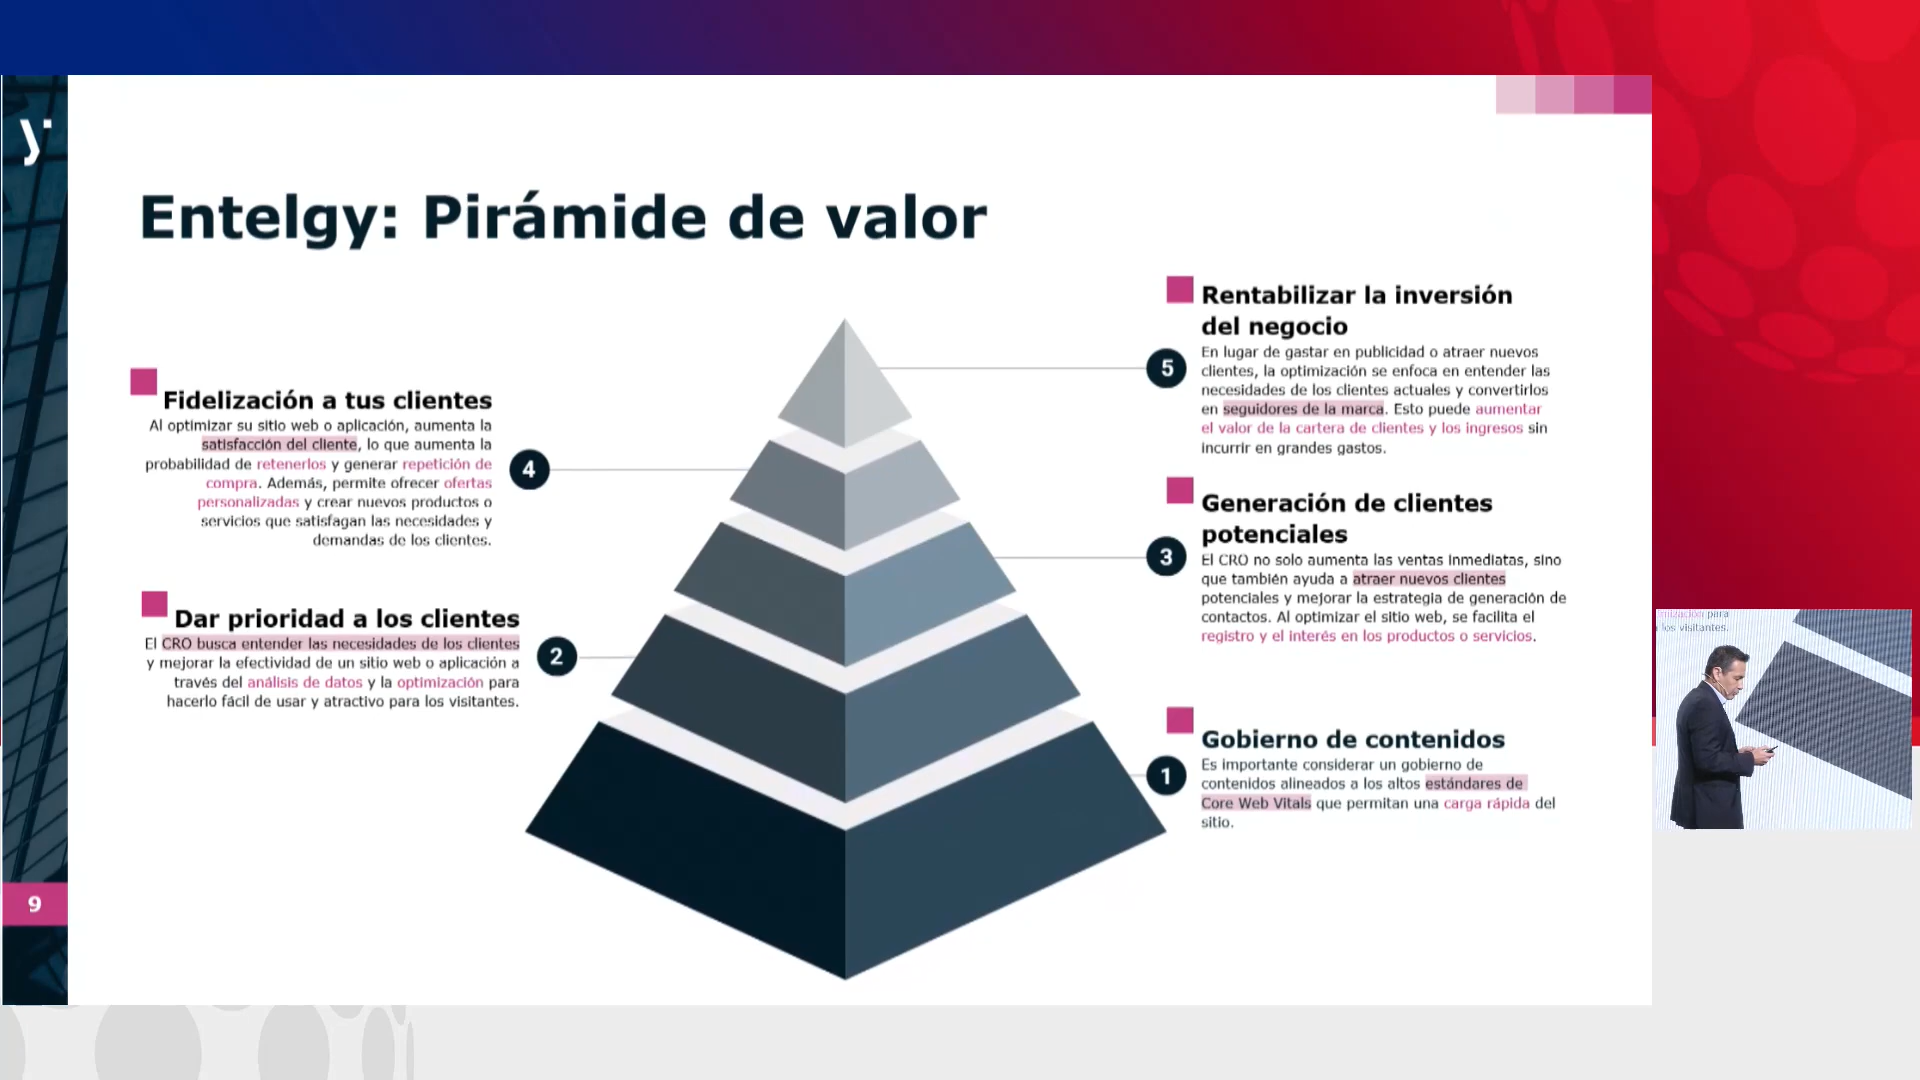 Entelgy: Pirámide de valor
Rentabilizar la inversión
del negocio
En lugar de gastar en publicidad o atraer nuevos
clientes, la optimización se enfoca en entender las
necesidades de los clientes actuales y convertirlos
en seguidores de la marca. Esto puede aumentar
el valor de la cartera de clientes y los ingresos sin
incurrir en grandes gastos.
5
Fidelización a tus clientes
Al optimizar su sitio web o aplicación, aumenta la
satisfacción del cliente, lo que aumenta la
probabilidad de retenerlos y generar repetición de
compra. Además, permite ofrecer ofertas
personalizadas y crear nuevos productos o
servicios que satisfagan las necesidades y
demandas de los clientes.
4
Generación de clientes
potenciales
El CRO no solo aumenta las ventas inmediatas, sino
que también ayuda a atraer nuevos clientes
potenciales y mejorar la estrategia de generación de
contactos. Al optimizar el sitio web, se facilita el
registro y el interés en los productos o servicios.
3
Dar prioridad a los clientes
El CRO busca entender las necesidades de los clientes
y mejorar la efectividad de un sitio web o aplicación a
través del análisis de datos y la optimización para
hacerlo fácil de usar y atractivo para los visitantes.
2
Gobierno de contenidos
Es importante considerar un gobierno de
contenidos alineados a los altos estándares de
Core Web Vitals que permitan una carga rápida del
sitio.
1
9
para
los visitantes.